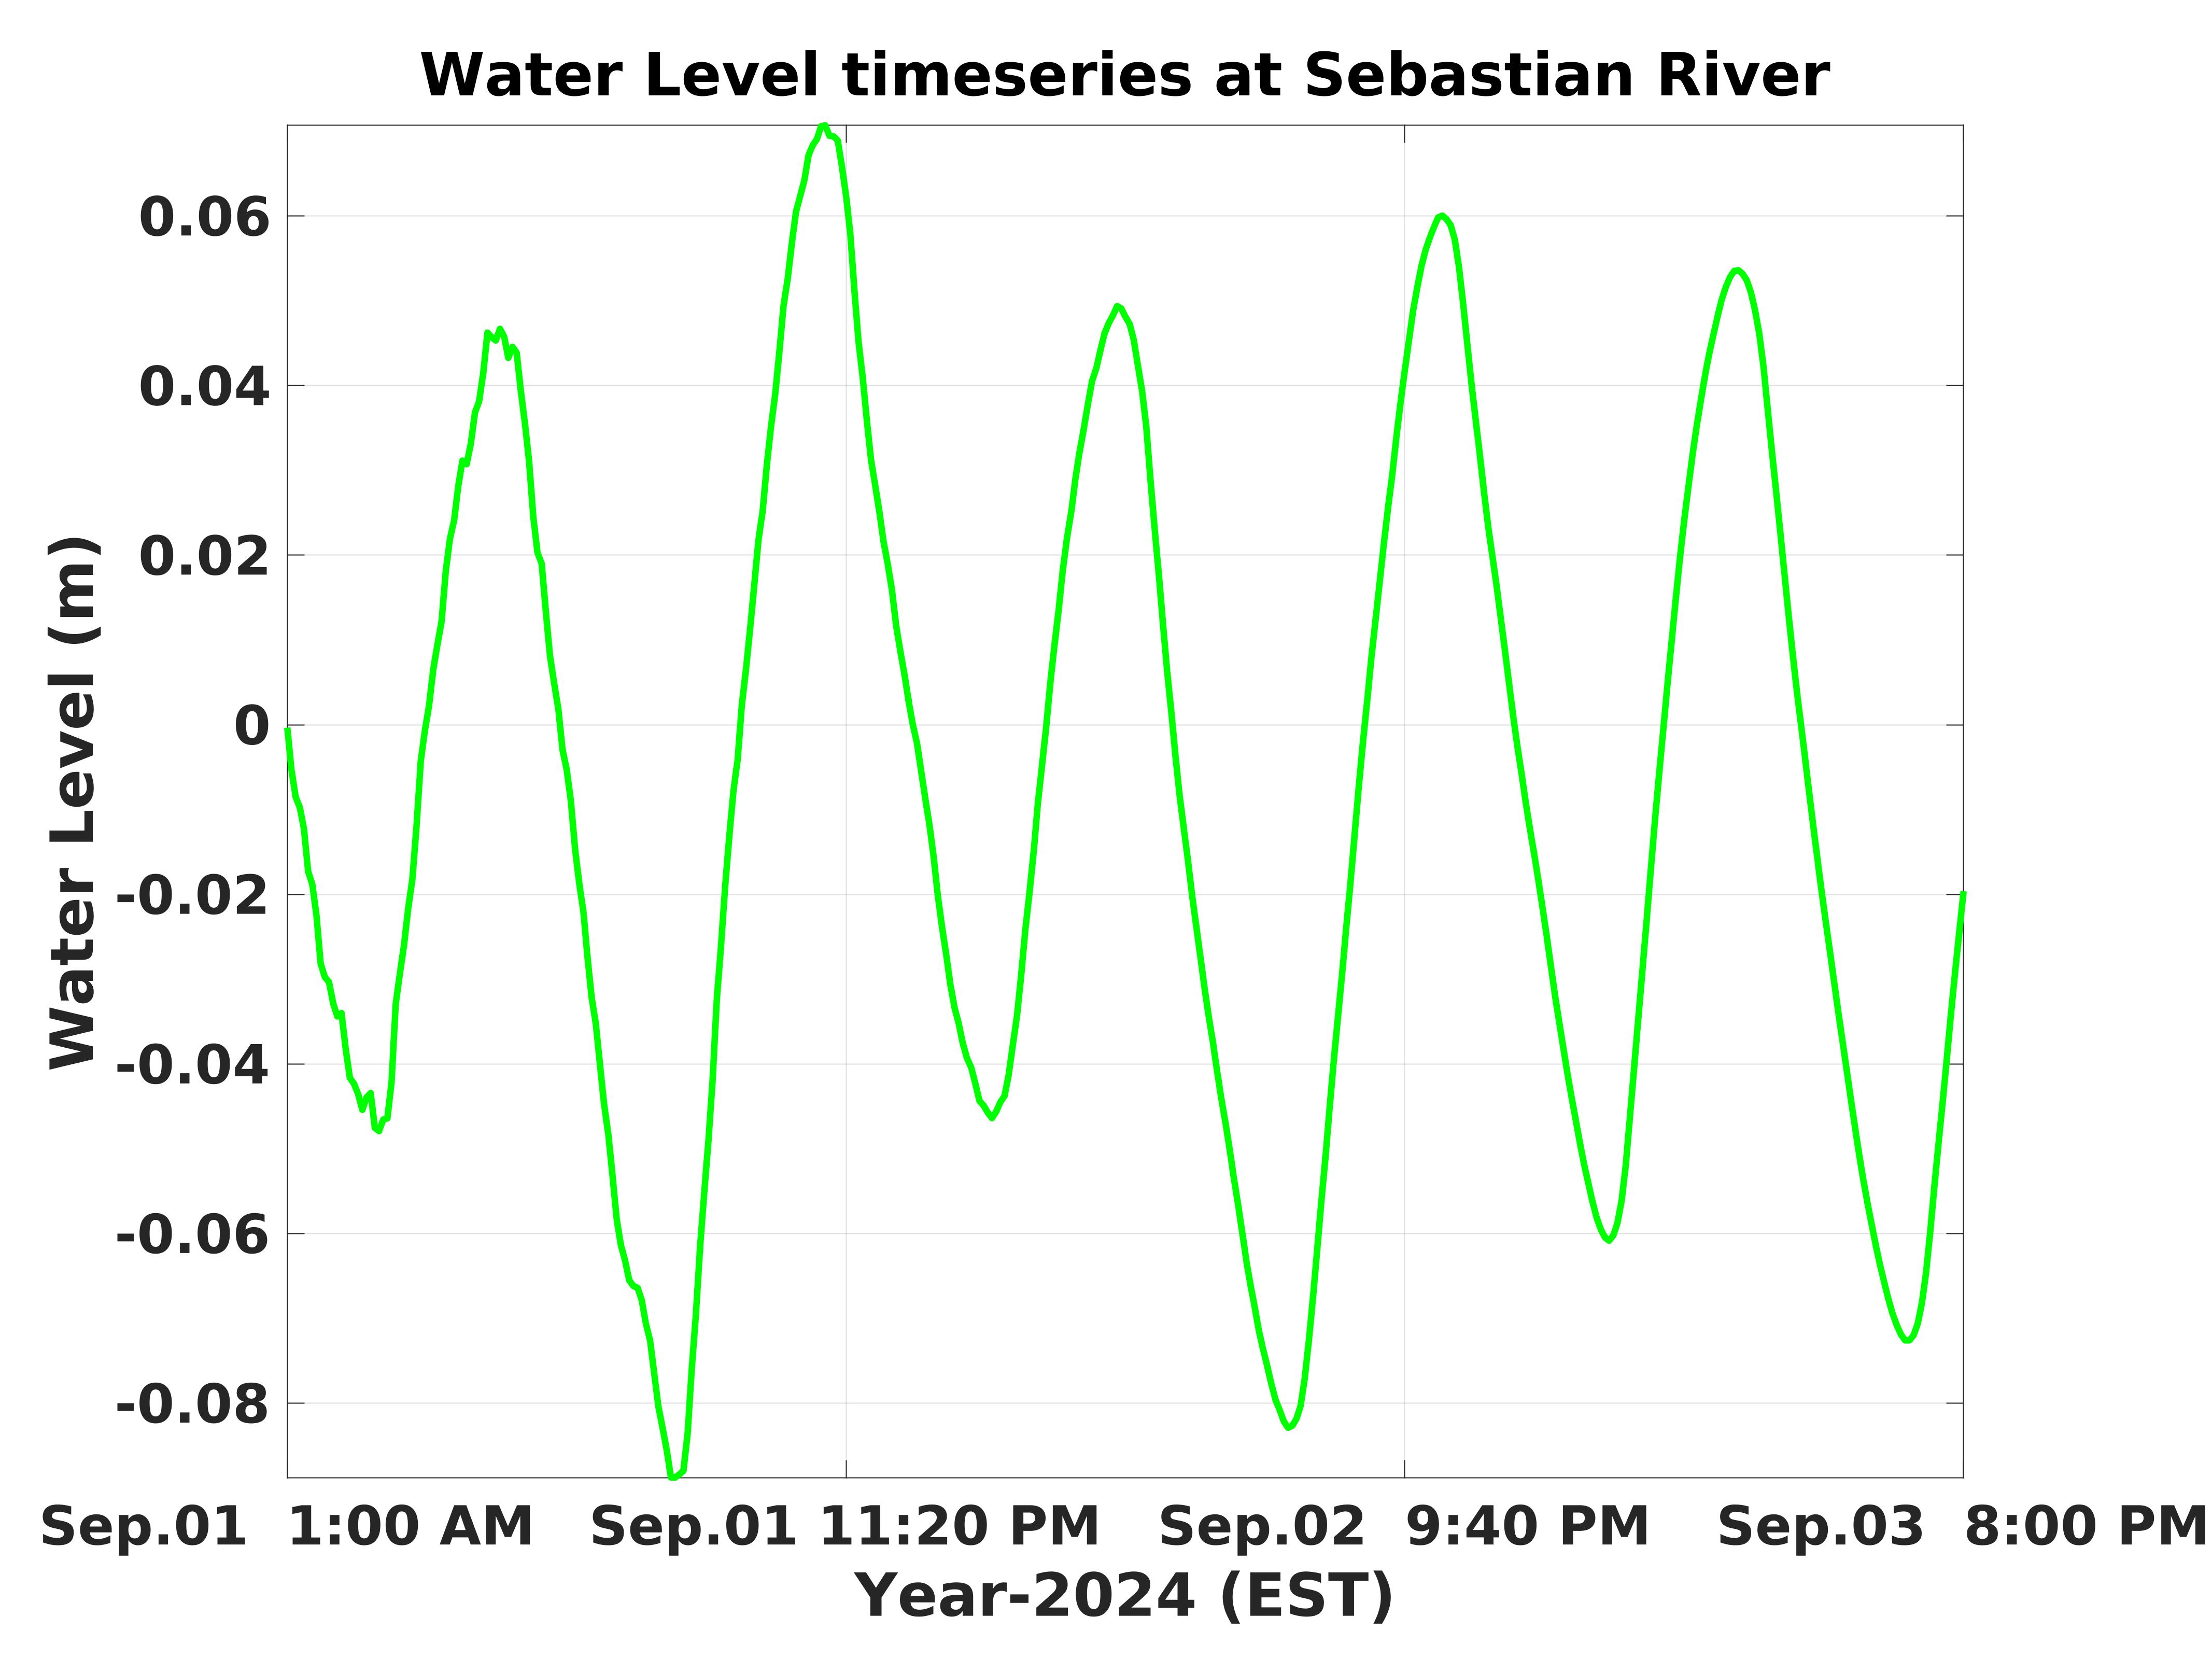 Water Level timeseries at Sebastian River
Water Level (m)
0.06
0.04
0.02
0
-0.02
-0.04
-0.06
-0.08
Sep.01 1:00 AM Sep.01 11:20 PM Sep.02 9:40 PM Sep.03 8:00 PM
Year-2024 (EST)